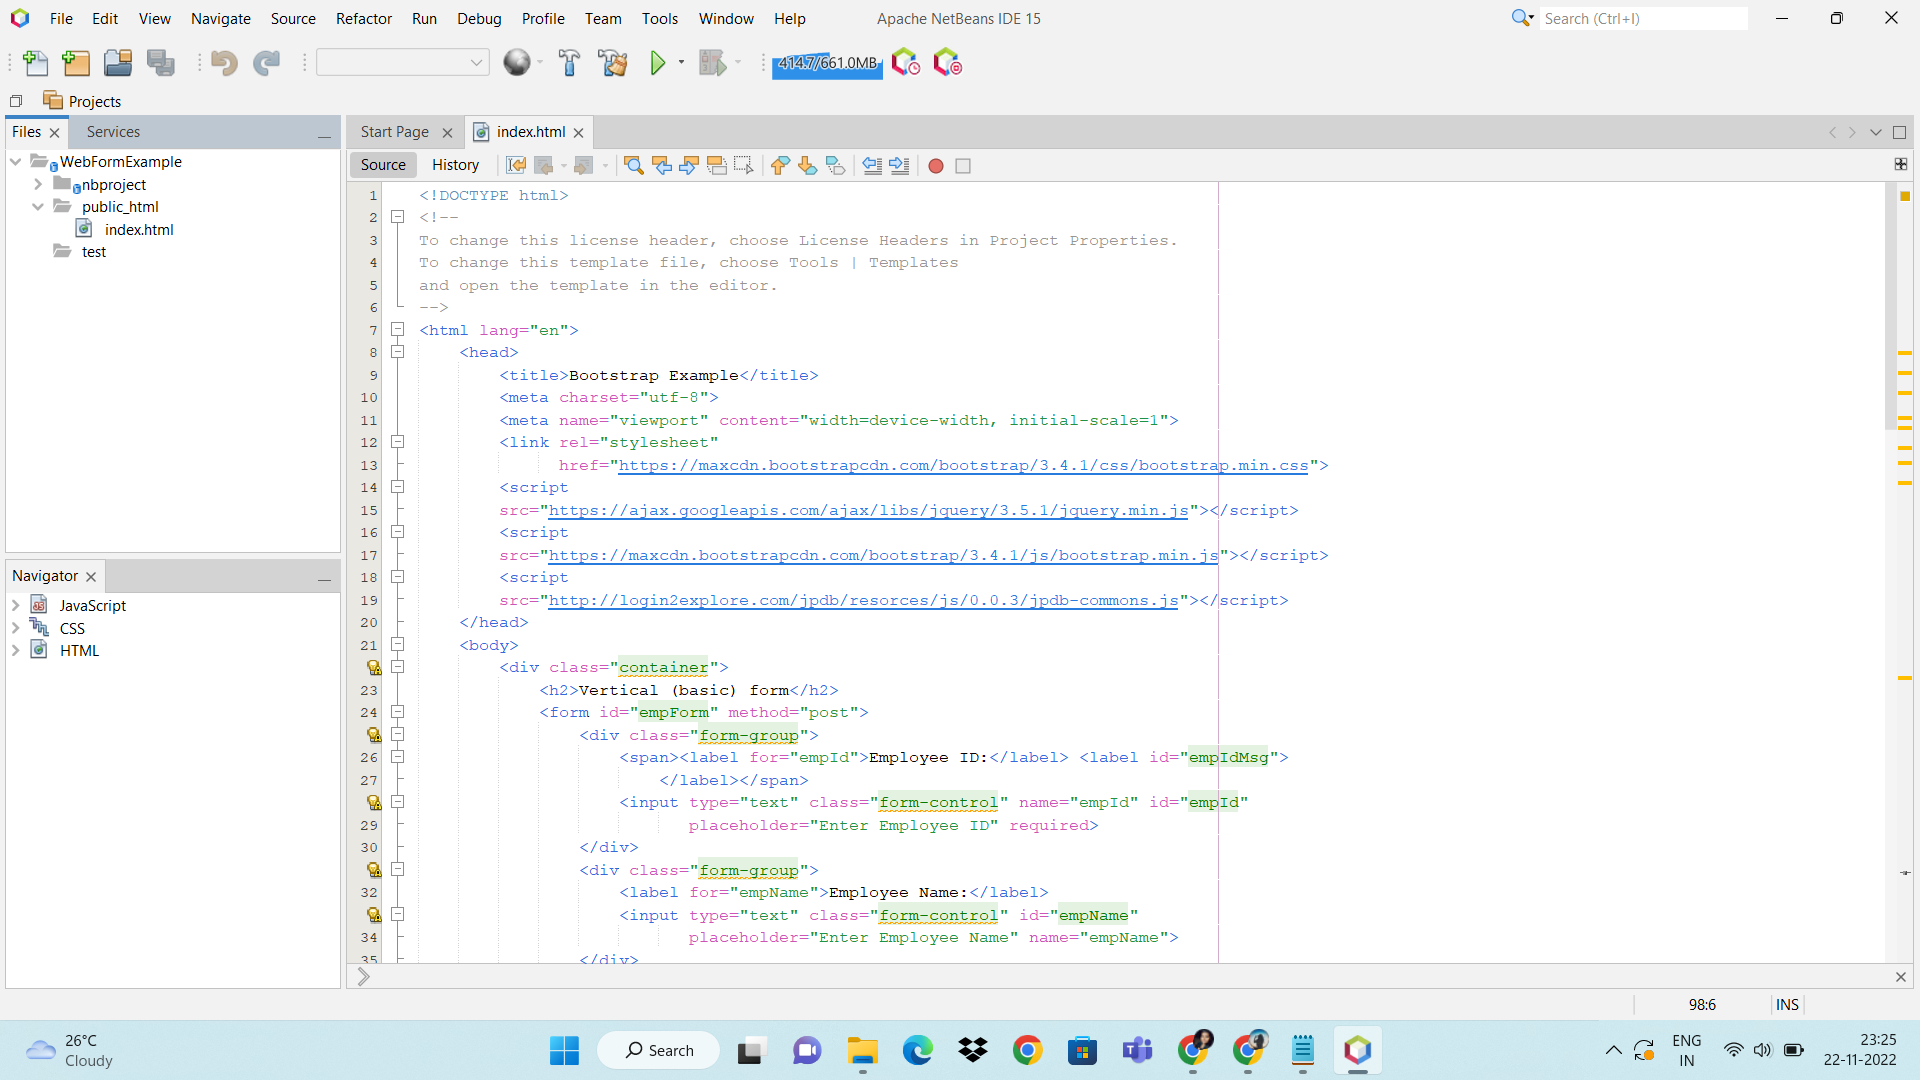 File Edit View Navigate Source Refactor Run Debug Profile Team Tools Window Help Apache NetBeans IDE 15 Search (Ctrl+I)
414.7/661.0MB
Projects
Files Services
WebFormExample
nbproject
public_html
index.html
test
Navigator
JavaScript
CSS
HTML
Start Page index.html
Source History
1 <!DOCTYPE html>
2 <!--
3 To change this license header, choose License Headers in Project Properties.
4 To change this template file, choose Tools | Templates
5 and open the template in the editor.
6 -->
7 <html lang="en">
8 <head>
9 <title>Bootstrap Example</title>
10 <meta charset="utf-8">
11 <meta name="viewport" content="width=device-width, initial-scale=1">
12 <link rel="stylesheet"
13 href="https://maxcdn.bootstrapcdn.com/bootstrap/3.4.1/css/bootstrap.min.css">
14 <script
15 src="https://ajax.googleapis.com/ajax/libs/jquery/3.5.1/jquery.min.js"></script>
16 <script
17 src="https://maxcdn.bootstrapcdn.com/bootstrap/3.4.1/js/bootstrap.min.js"></script>
18 <script
19 src="http://login2explore.com/jpdb/resorces/js/0.0.3/jpdb-commons.js"></script>
20 </head>
21 <body>
<div class="container">
23 <h2>Vertical (basic) form</h2>
24 <form id="empForm" method="post">
<div class="form-group">
26 <span><label for="empId">Employee ID:</label> <label id="empIdMsg">
27 </label></span>
<input type="text" class="form-control" name="empId" id="empId"
29 placeholder="Enter Employee ID" required>
30 </div>
<div class="form-group">
32 <label for="empName">Employee Name:</label>
<input type="text" class="form-control" id="empName"
34 placeholder="Enter Employee Name" name="empName">
35 </div>
98:6 INS
26°C
Cloudy
Search
ENG
IN
23:25
22-11-2022